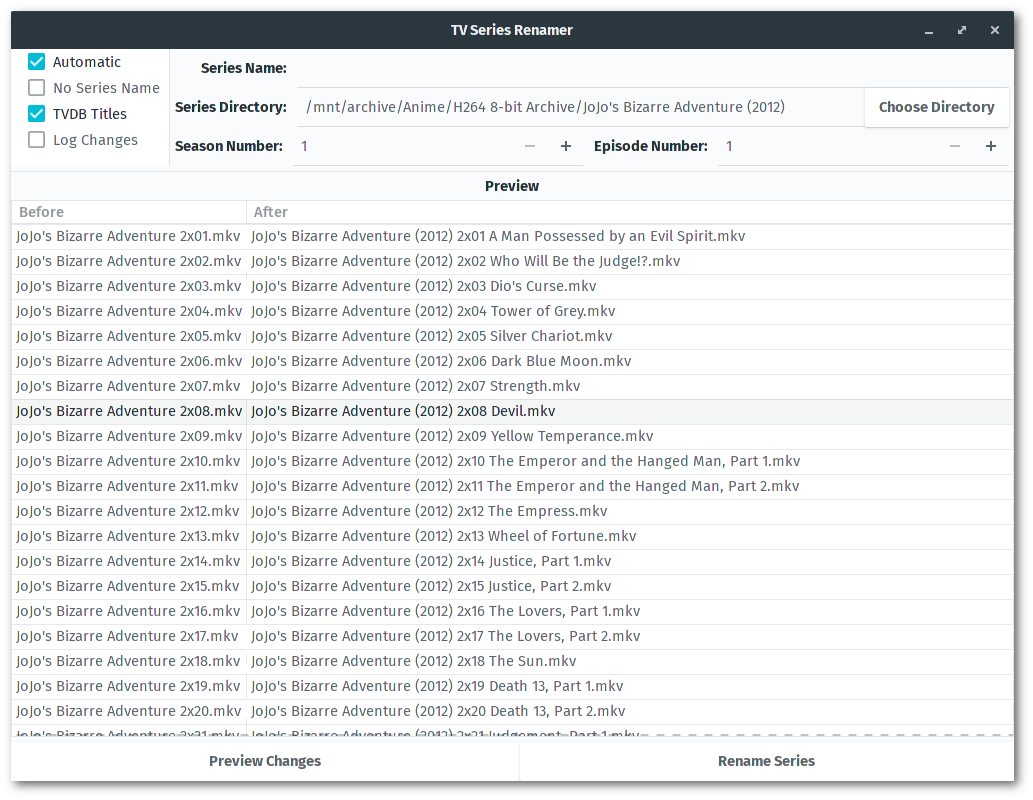 TV Series Renamer
Automatic
No Series Name
TVDB Titles
Log Changes
Series Name:
Series Directory: /mnt/archive/Anime/H264 8-bit Archive/JoJo's Bizarre Adventure (2012) Choose Directory
Season Number: 1 − + Episode Number: 1 − +
Preview
Before After
JoJo's Bizarre Adventure 2x01.mkv JoJo's Bizarre Adventure (2012) 2x01 A Man Possessed by an Evil Spirit.mkv
JoJo's Bizarre Adventure 2x02.mkv JoJo's Bizarre Adventure (2012) 2x02 Who Will Be the Judge!?.mkv
JoJo's Bizarre Adventure 2x03.mkv JoJo's Bizarre Adventure (2012) 2x03 Dio's Curse.mkv
JoJo's Bizarre Adventure 2x04.mkv JoJo's Bizarre Adventure (2012) 2x04 Tower of Grey.mkv
JoJo's Bizarre Adventure 2x05.mkv JoJo's Bizarre Adventure (2012) 2x05 Silver Chariot.mkv
JoJo's Bizarre Adventure 2x06.mkv JoJo's Bizarre Adventure (2012) 2x06 Dark Blue Moon.mkv
JoJo's Bizarre Adventure 2x07.mkv JoJo's Bizarre Adventure (2012) 2x07 Strength.mkv
JoJo's Bizarre Adventure 2x08.mkv JoJo's Bizarre Adventure (2012) 2x08 Devil.mkv
JoJo's Bizarre Adventure 2x09.mkv JoJo's Bizarre Adventure (2012) 2x09 Yellow Temperance.mkv
JoJo's Bizarre Adventure 2x10.mkv JoJo's Bizarre Adventure (2012) 2x10 The Emperor and the Hanged Man, Part 1.mkv
JoJo's Bizarre Adventure 2x11.mkv JoJo's Bizarre Adventure (2012) 2x11 The Emperor and the Hanged Man, Part 2.mkv
JoJo's Bizarre Adventure 2x12.mkv JoJo's Bizarre Adventure (2012) 2x12 The Empress.mkv
JoJo's Bizarre Adventure 2x13.mkv JoJo's Bizarre Adventure (2012) 2x13 Wheel of Fortune.mkv
JoJo's Bizarre Adventure 2x14.mkv JoJo's Bizarre Adventure (2012) 2x14 Justice, Part 1.mkv
JoJo's Bizarre Adventure 2x15.mkv JoJo's Bizarre Adventure (2012) 2x15 Justice, Part 2.mkv
JoJo's Bizarre Adventure 2x16.mkv JoJo's Bizarre Adventure (2012) 2x16 The Lovers, Part 1.mkv
JoJo's Bizarre Adventure 2x17.mkv JoJo's Bizarre Adventure (2012) 2x17 The Lovers, Part 2.mkv
JoJo's Bizarre Adventure 2x18.mkv JoJo's Bizarre Adventure (2012) 2x18 The Sun.mkv
JoJo's Bizarre Adventure 2x19.mkv JoJo's Bizarre Adventure (2012) 2x19 Death 13, Part 1.mkv
JoJo's Bizarre Adventure 2x20.mkv JoJo's Bizarre Adventure (2012) 2x20 Death 13, Part 2.mkv
JoJo's Bizarre Adventure 2x21.mkv JoJo's Bizarre Adventure (2012) 2x21 Judgement, Part 1.mkv
Preview Changes Rename Series